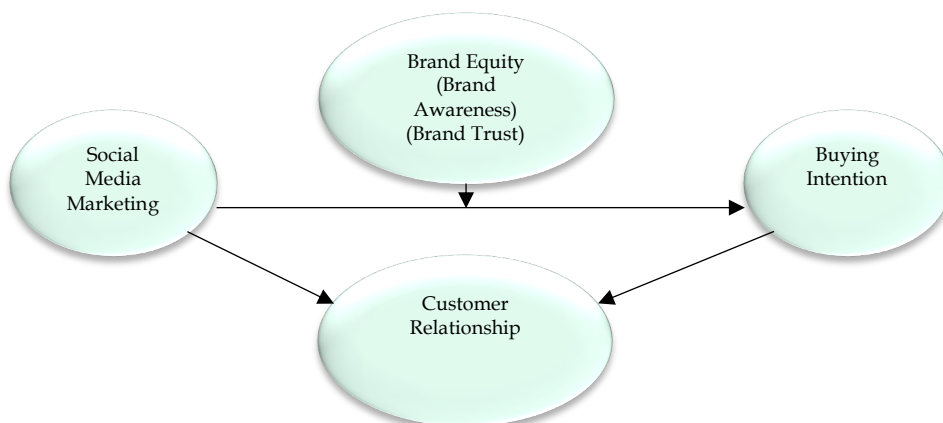 Brand Equity
(Brand
Awareness)
(Brand Trust)
Social
Media
Marketing
Buying
Intention
Customer
Relationship